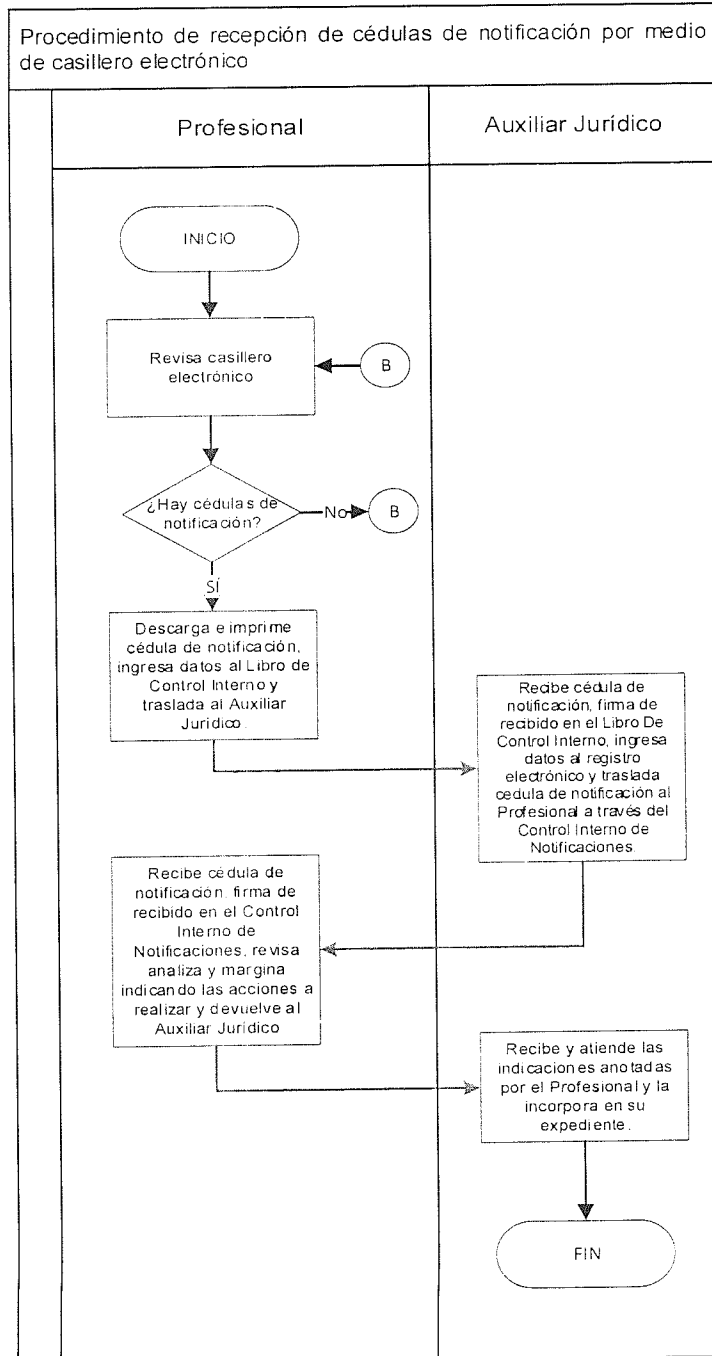 Procedimiento de recepción de cédulas de notificación por medio
de casillero electrónico
Profesional
Auxiliar Jurídico
INICIO
Revisa casillero
electrónico
B
¿Hay cédulas de
notificación?
No
B
SÍ
Descarga e imprime
cédula de notificación,
ingresa datos al Libro de
Control Interno y
traslada al Auxiliar
Jurídico.
Recibe cédula de
notificación, firma de
recibido en el Libro De
Control Interno, ingresa
datos al registro
electrónico y traslada
cedula de notificación al
Profesional a través del
Control Interno de
Notificaciones.
Recibe cédula de
notificación, firma de
recibido en el Control
Interno de
Notificaciones, revisa
analiza y margina
indicando las acciones a
realizar y devuelve al
Auxiliar Jurídico
Recibe y atiende las
indicaciones anotadas
por el Profesional y la
incorpora en su
expediente.
FIN